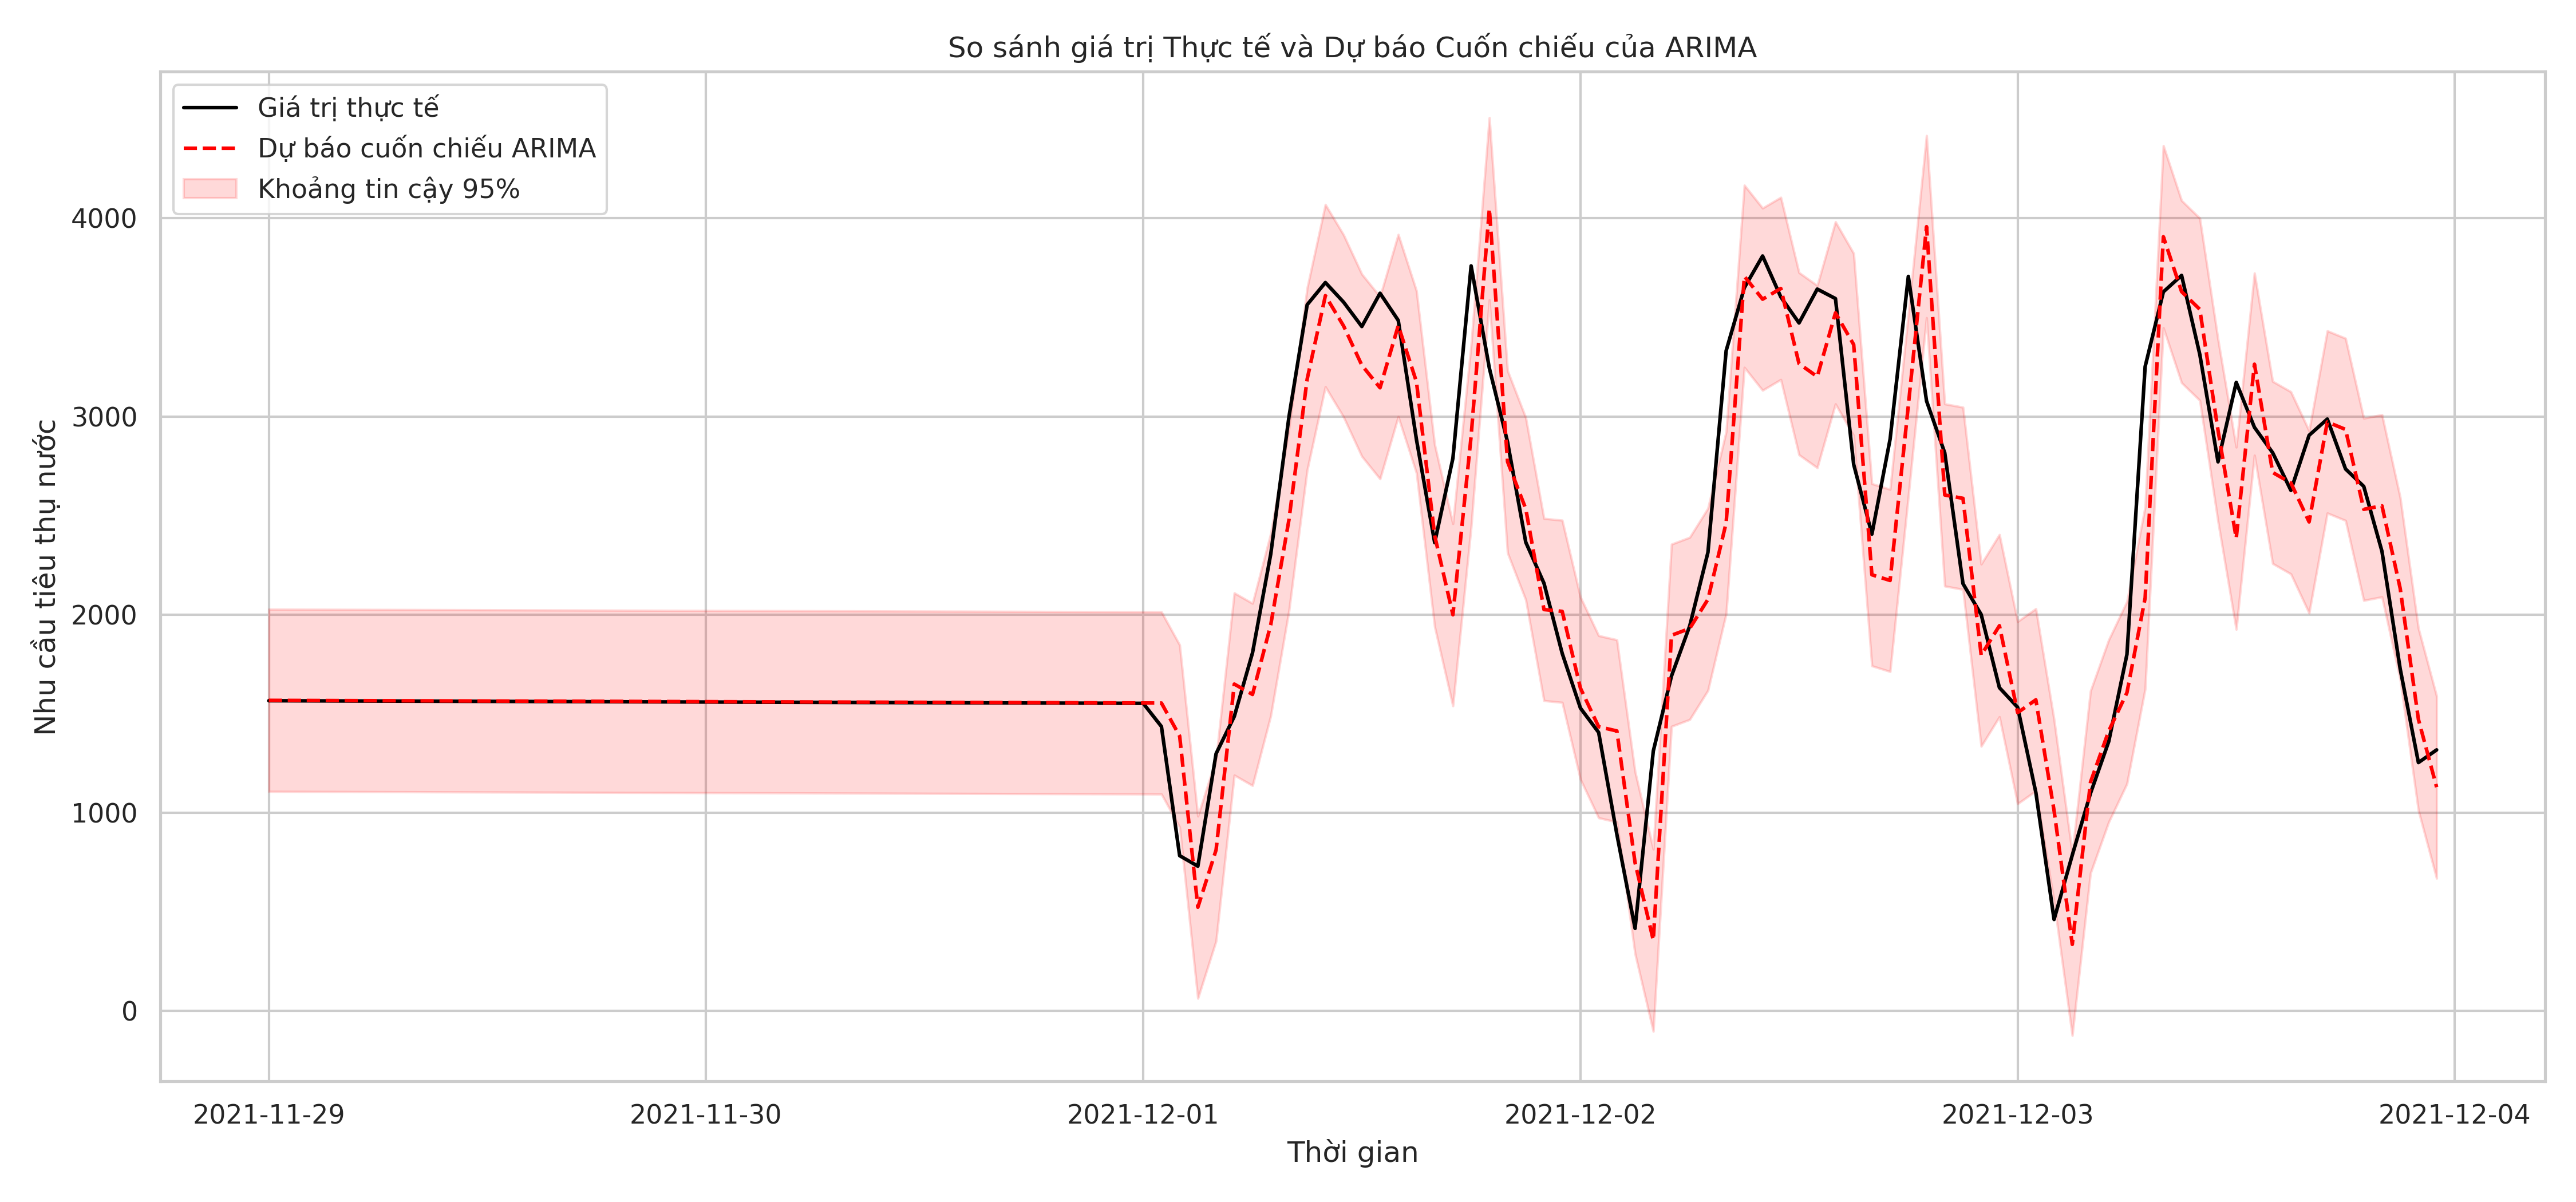 So sánh giá trị Thực tế và Dự báo Cuốn chiếu của ARIMA
Giá trị thực tế
Dự báo cuốn chiếu ARIMA
Khoảng tin cậy 95%
Nhu cầu tiêu thụ nước
4000
3000
2000
1000
0
2021-11-29
2021-11-30
2021-12-01
2021-12-02
2021-12-03
2021-12-04
Thời gian